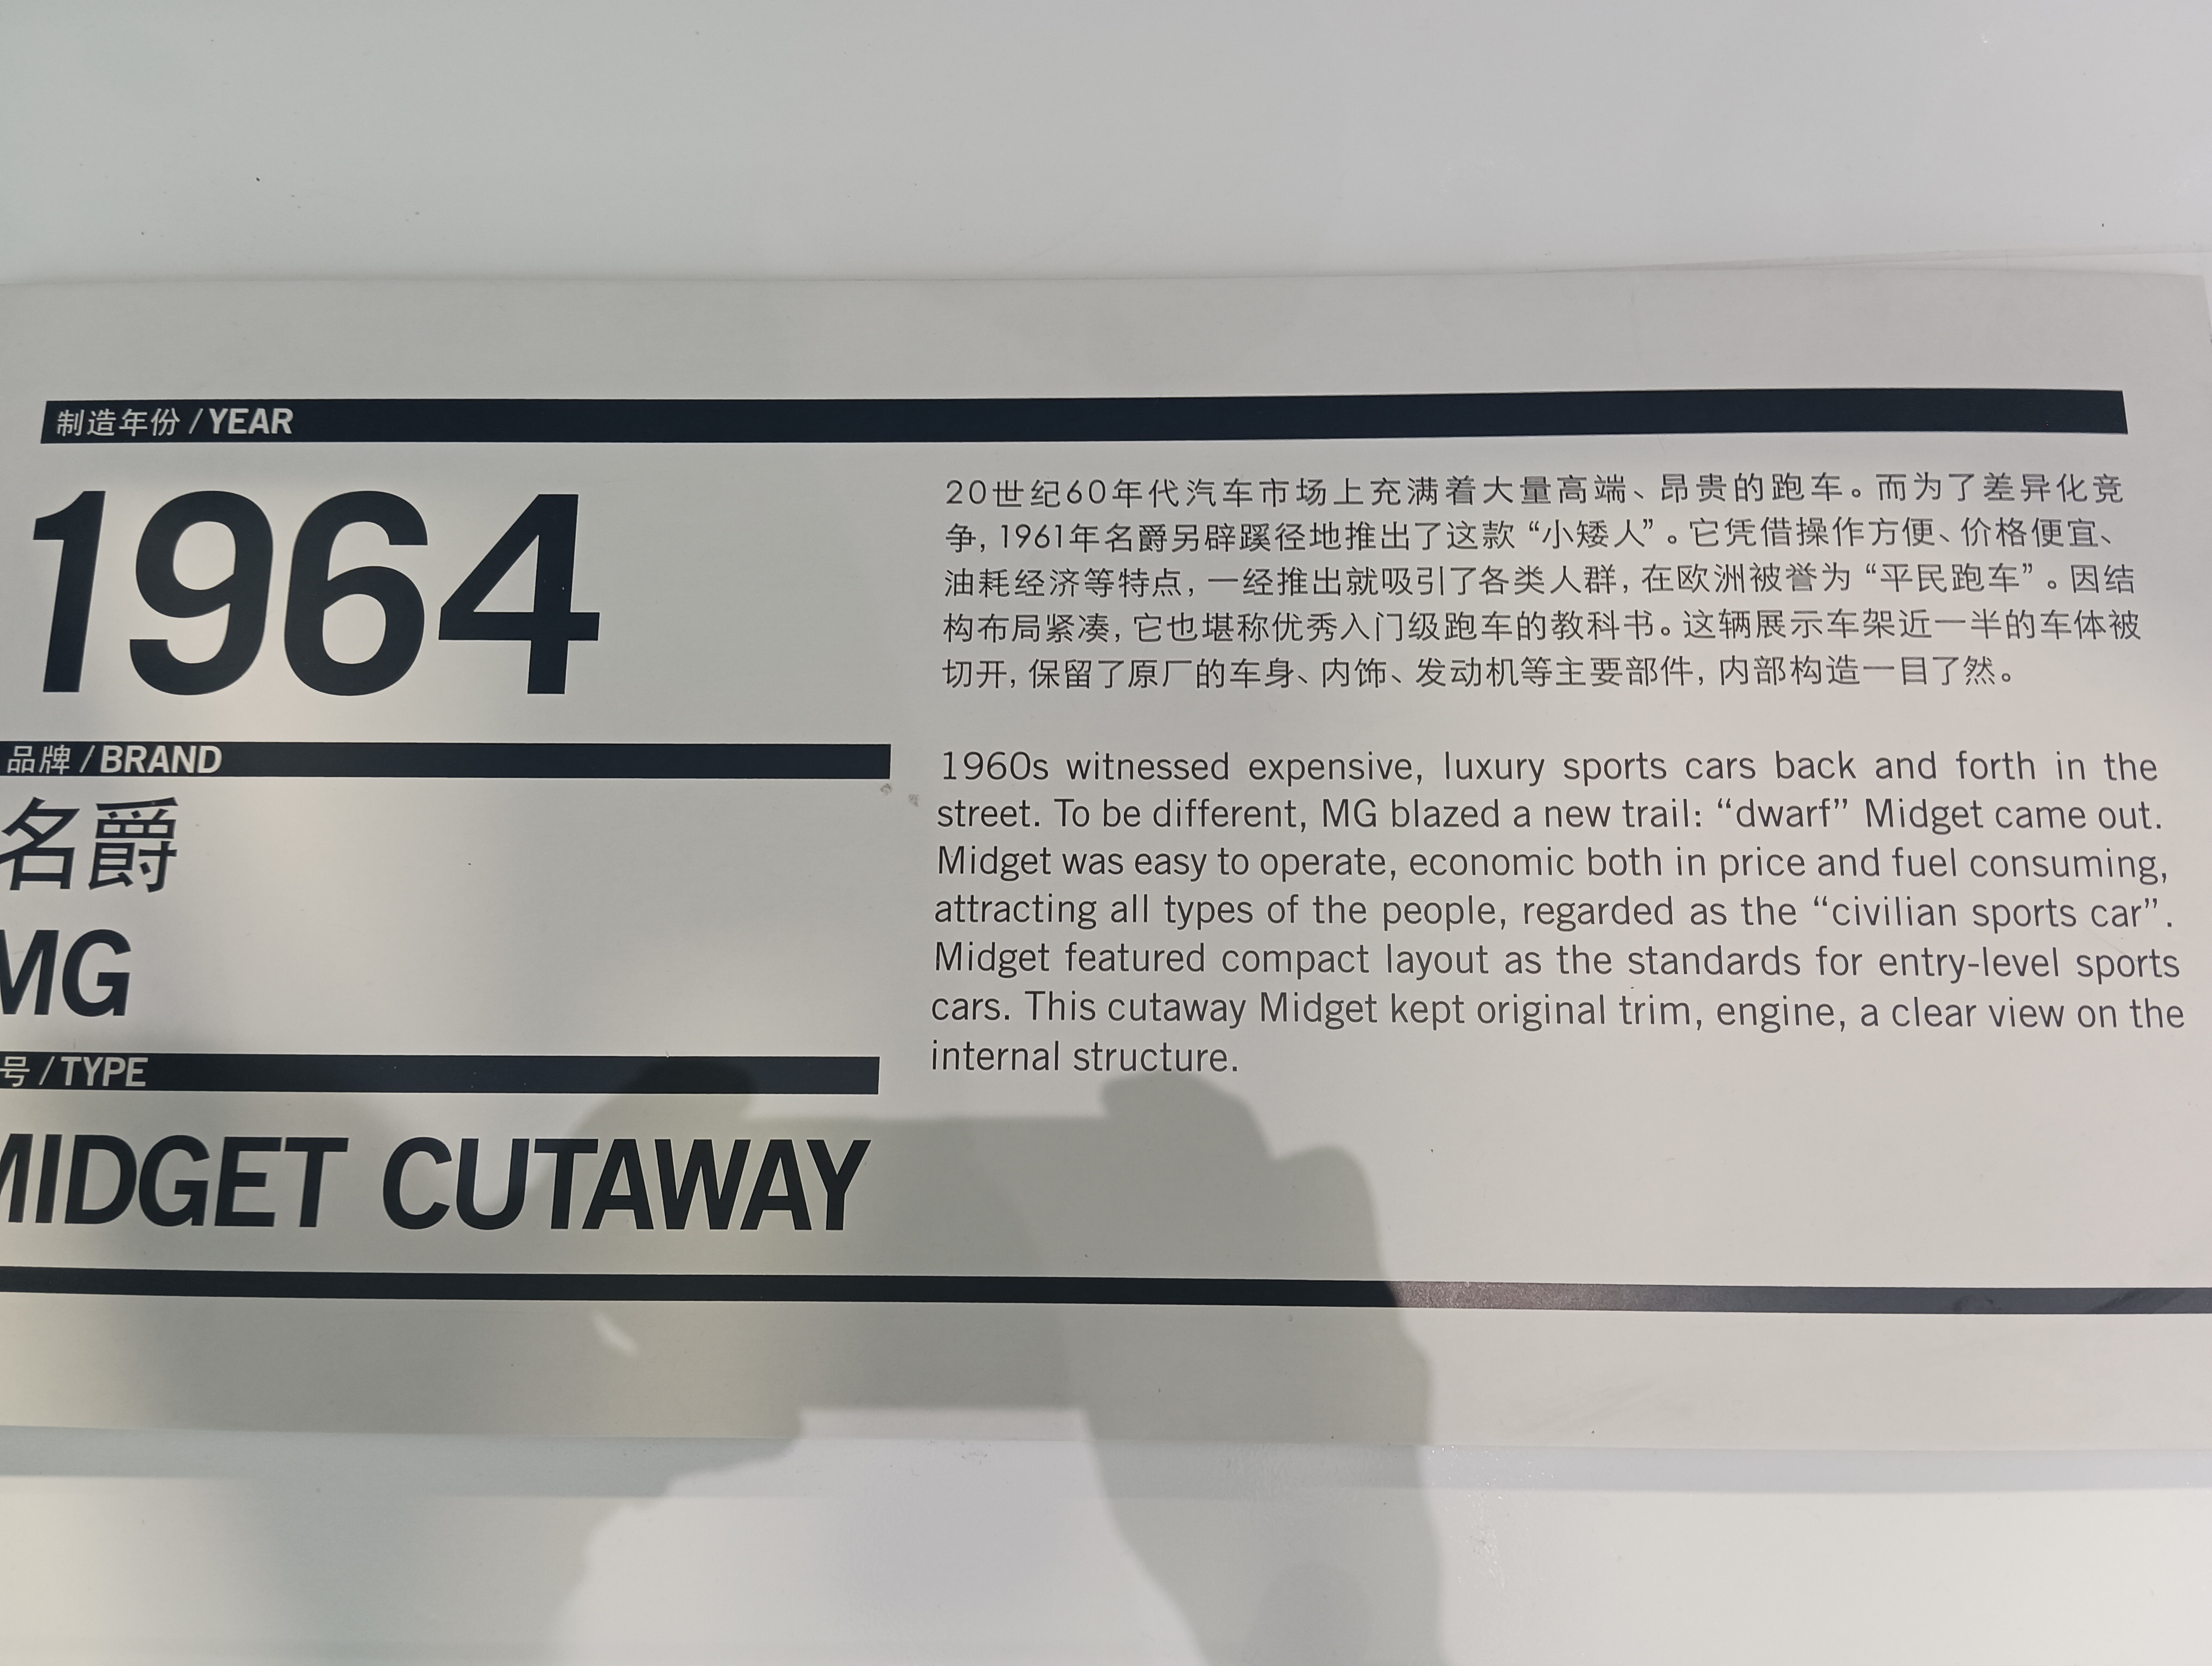 制造年份 / YEAR
1964
品牌 / BRAND
名爵
MG
号 / TYPE
MIDGET CUTAWAY
20世纪60年代汽车市场上充满着大量高端、昂贵的跑车。而为了差异化竞
争, 1961年名爵另辟蹊径地推出了这款 “小矮人” 。它凭借操作方便、价格便宜、
油耗经济等特点, 一经推出就吸引了各类人群, 在欧洲被誉为 “平民跑车” 。因结
构布局紧凑, 它也堪称优秀入门级跑车的教科书。这辆展示车架近一半的车体被
切开, 保留了原厂的车身、内饰、发动机等主要部件, 内部构造一目了然。
1960s witnessed expensive, luxury sports cars back and forth in the
street. To be different, MG blazed a new trail: “dwarf” Midget came out.
Midget was easy to operate, economic both in price and fuel consuming,
attracting all types of the people, regarded as the “civilian sports car”.
Midget featured compact layout as the standards for entry-level sports
cars. This cutaway Midget kept original trim, engine, a clear view on the
internal structure.